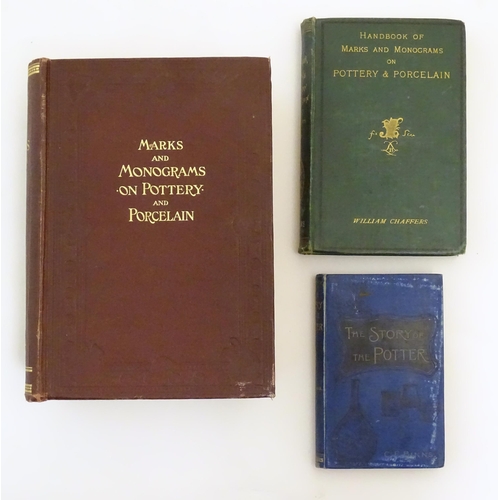 MARKS
AND
MONOGRAMS
·ON POTTERY·
AND
PORCELAIN
HANDBOOK OF
MARKS AND MONOGRAMS
ON
POTTERY & PORCELAIN
WILLIAM CHAFFERS
THE STORY OF
THE POTTER